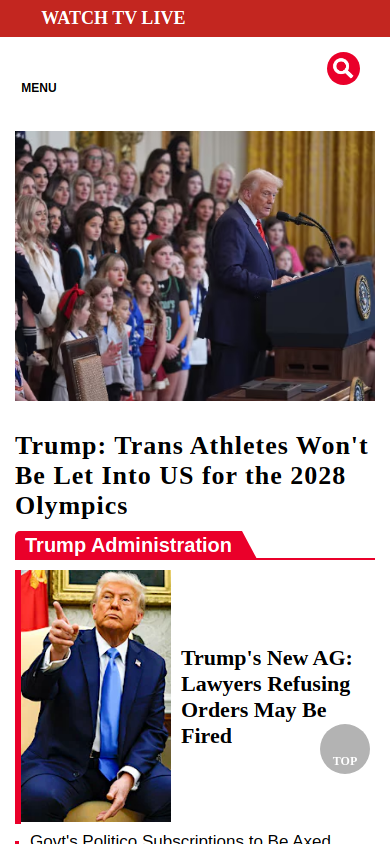 WATCH TV LIVE
MENU
Trump: Trans Athletes Won't
Be Let Into US for the 2028
Olympics
Trump Administration
Trump's New AG:
Lawyers Refusing
Orders May Be
Fired
TOP
Govt's Politico Subscriptions to Be Axed